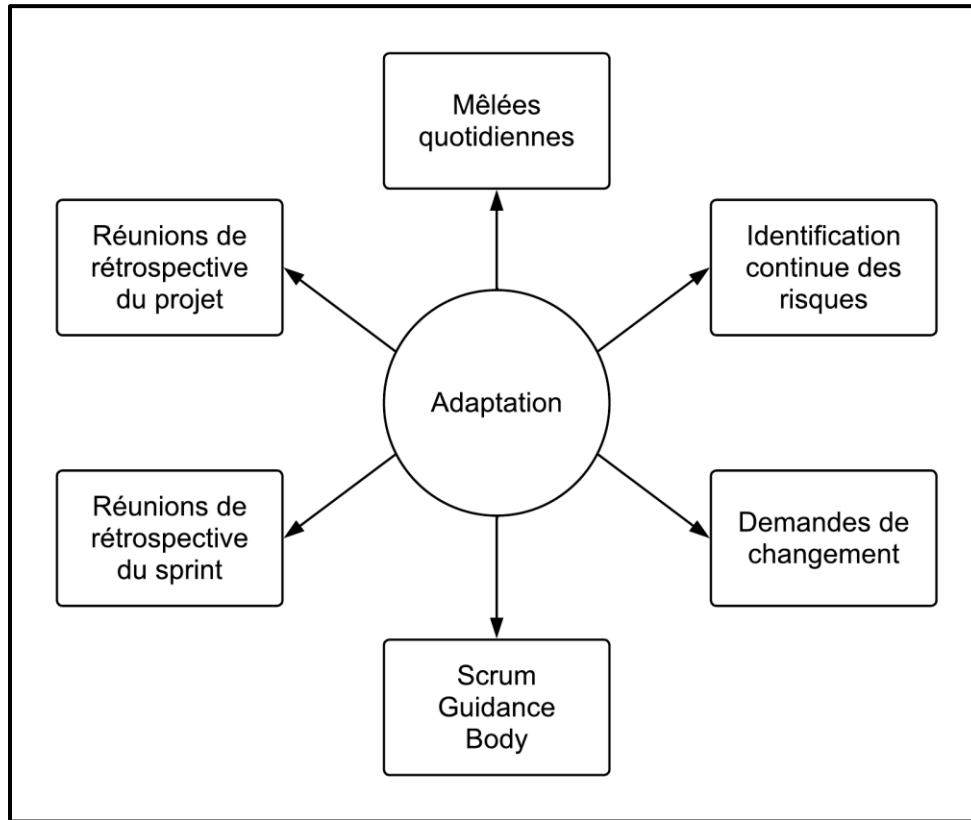 Mêlées
quotidiennes
Réunions de
rétrospective
du projet
Identification
continue des
risques
Adaptation
Réunions de
rétrospective
du sprint
Demandes de
changement
Scrum
Guidance
Body